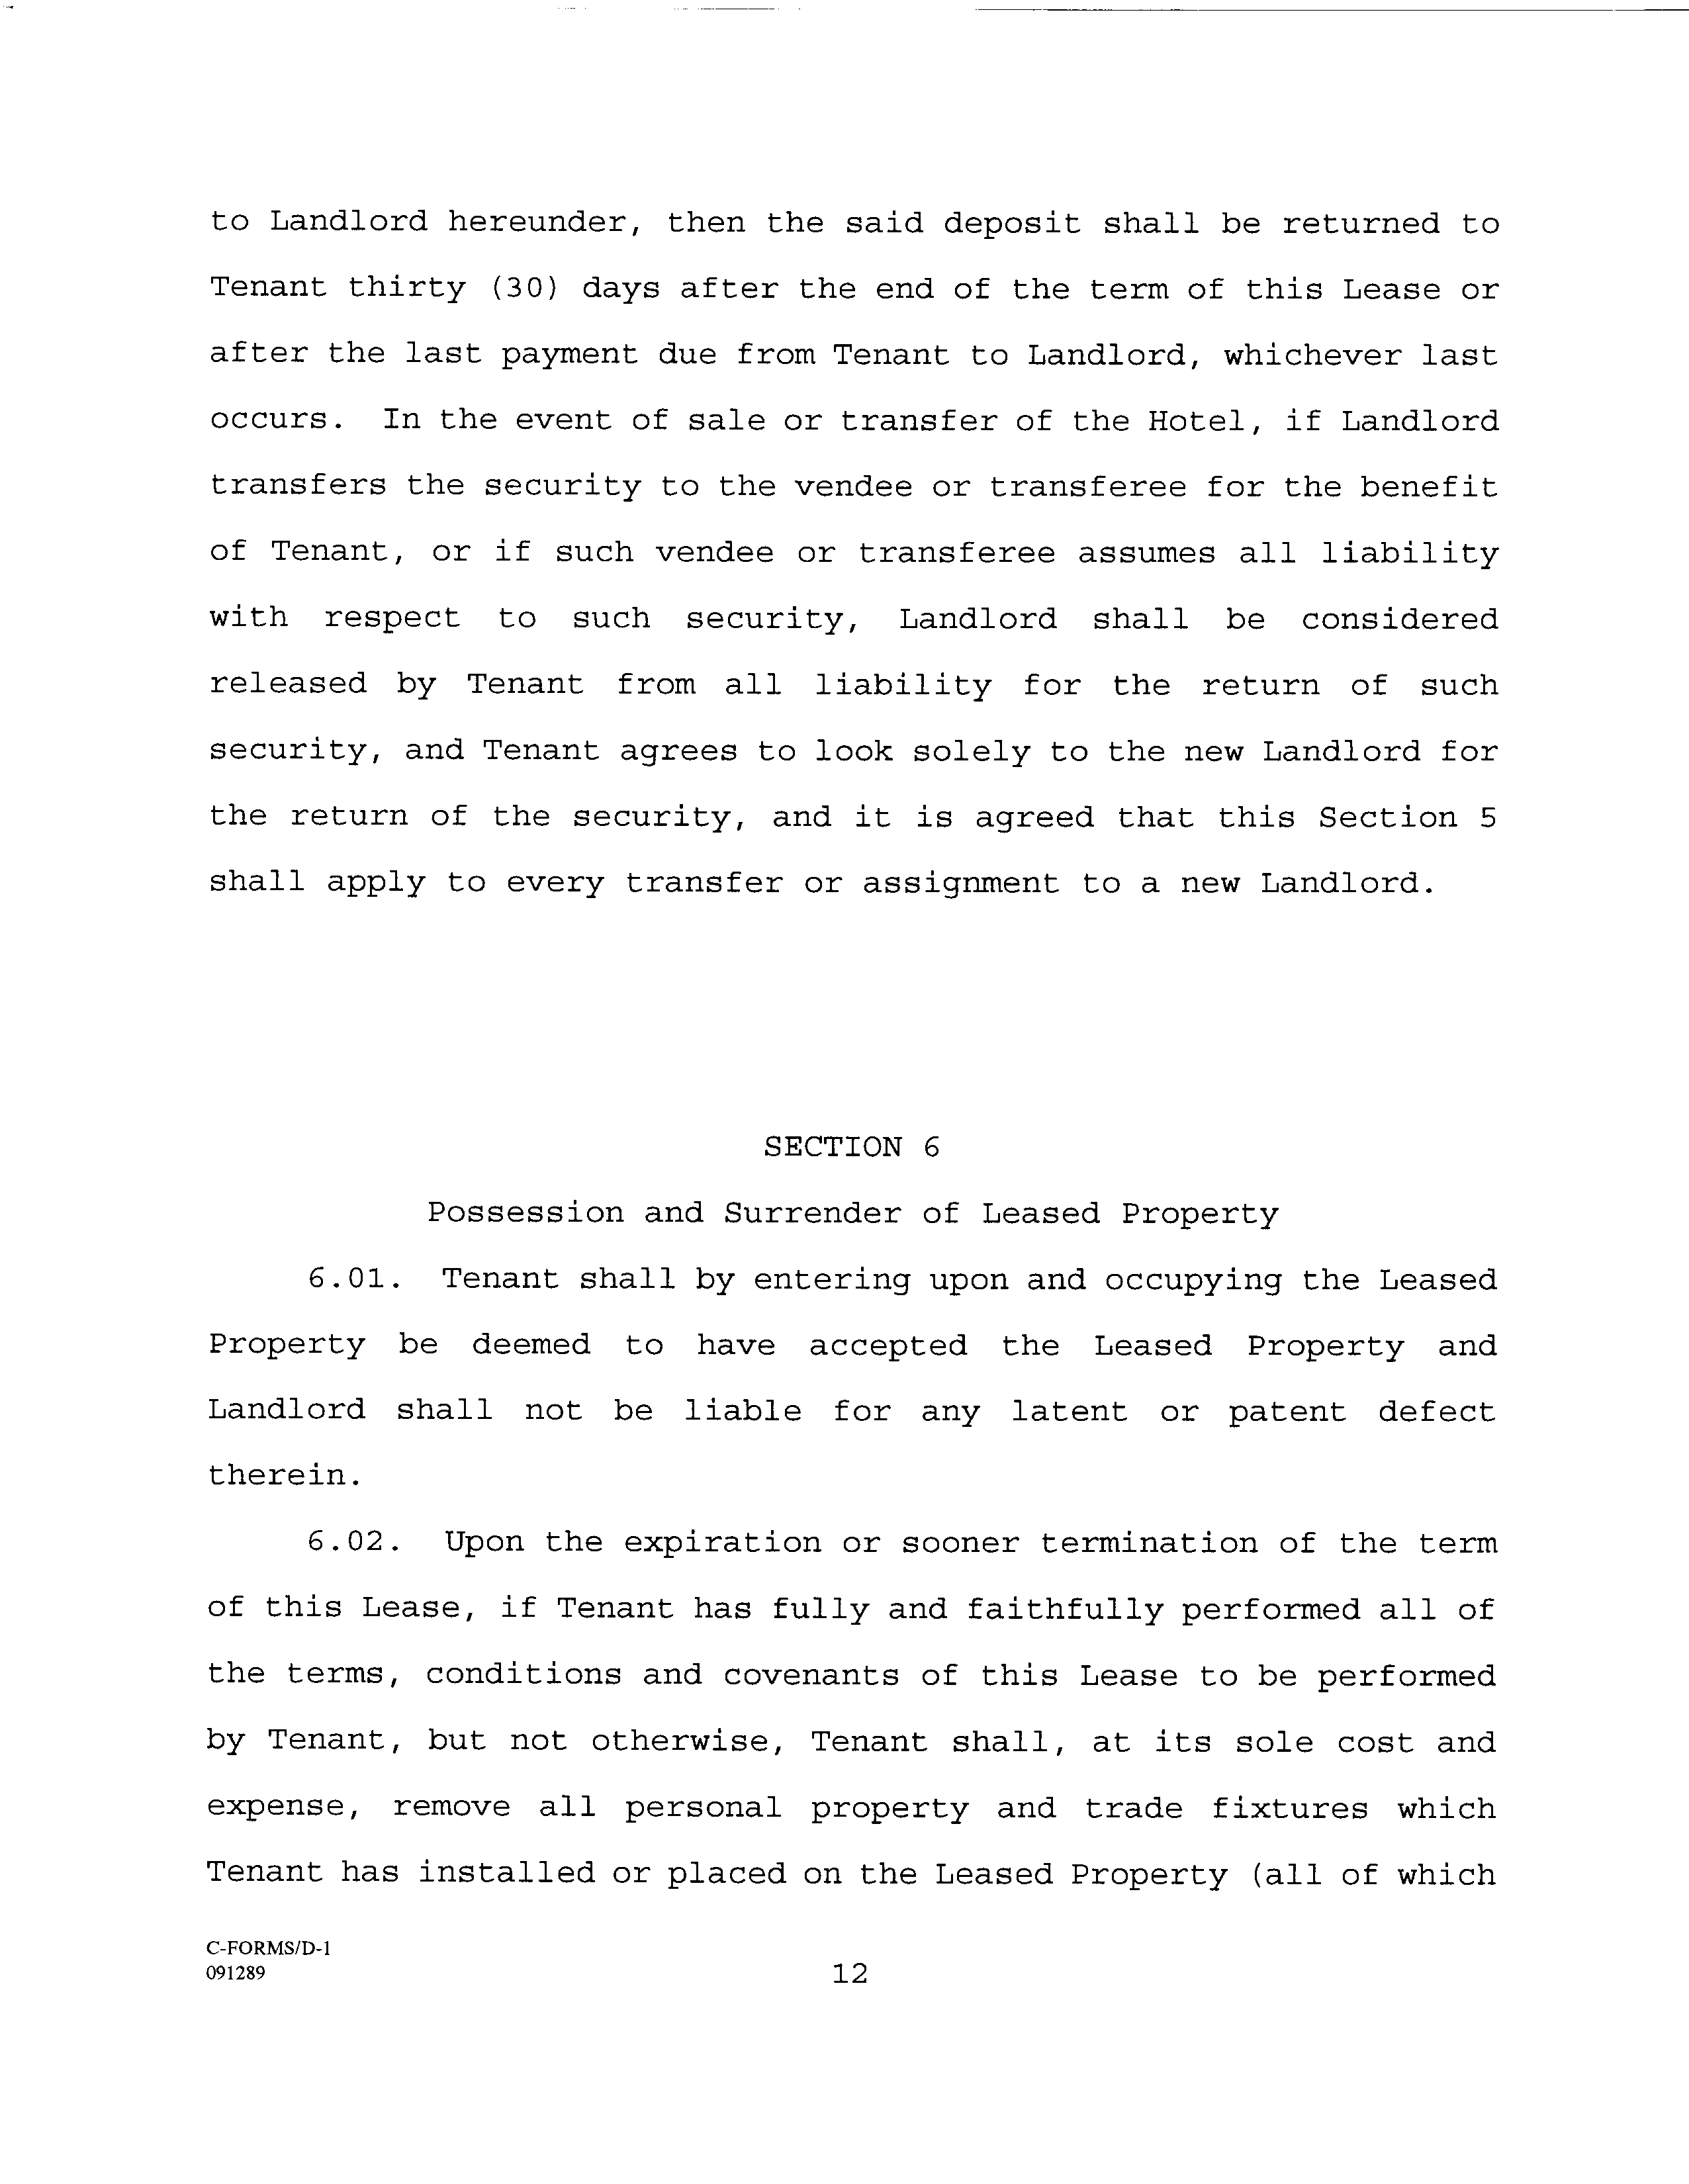 to Landlord hereunder, then the said deposit shall be returned to
Tenant thirty (30) days after the end of the term of this Lease or
after the last payment due from Tenant to Landlord, whichever last
occurs. In the event of sale or transfer of the Hotel, if Landlord
transfers the security to the vendee or transferee for the benefit
of Tenant, or if such vendee or transferee assumes all liability
with respect to such security, Landlord shall be considered
released by Tenant from all liability for the return of such
security, and Tenant agrees to look solely to the new Landlord for
the return of the security, and it is agreed that this Section 5
shall apply to every transfer or assignment to a new Landlord.
SECTION 6
Possession and Surrender of Leased Property
6.01. Tenant shall by entering upon and occupying the Leased
Property be deemed to have accepted the Leased Property and
Landlord shall not be liable for any latent or patent defect
therein.
6.02. Upon the expiration or sooner termination of the term
of this Lease, if Tenant has fully and faithfully performed all of
the terms, conditions and covenants of this Lease to be performed
by Tenant, but not otherwise, Tenant shall, at its sole cost and
expense, remove all personal property and trade fixtures which
Tenant has installed or placed on the Leased Property (all of which
C-FORMS/D-1
091289
12